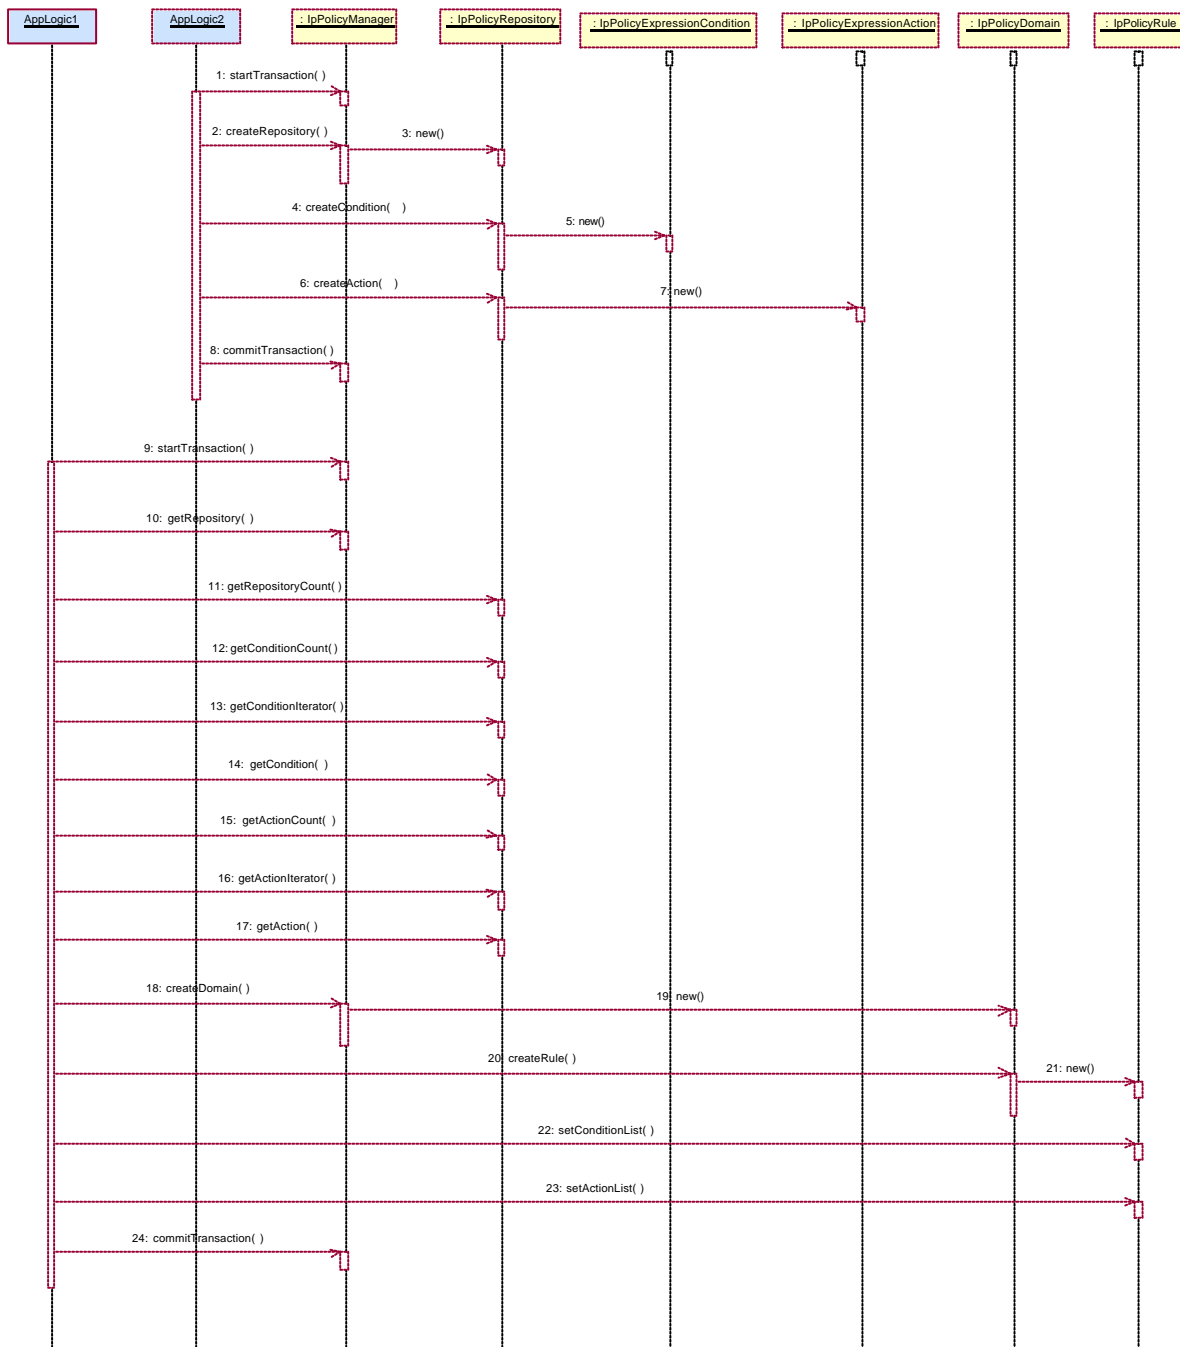 AppLogic1
AppLogic2
: IpPolicyManager
: IpPolicyRepository
: IpPolicyExpressionCondition
: IpPolicyExpressionAction
: IpPolicyDomain
: IpPolicyRule
1: startTransaction( )
2: createRepository( )
3: new()
4: createCondition( )
5: new()
6: createAction( )
7: new()
8: commitTransaction( )
9: startTransaction( )
10: getRepository( )
11: getRepositoryCount()
12: getConditionCount()
13: getConditionIterator( )
14: getCondition( )
15: getActionCount( )
16: getActionIterator( )
17: getAction( )
18: createDomain( )
19: new()
20: createRule( )
21: new()
22: setConditionList( )
23: setActionList( )
24: commitTransaction( )